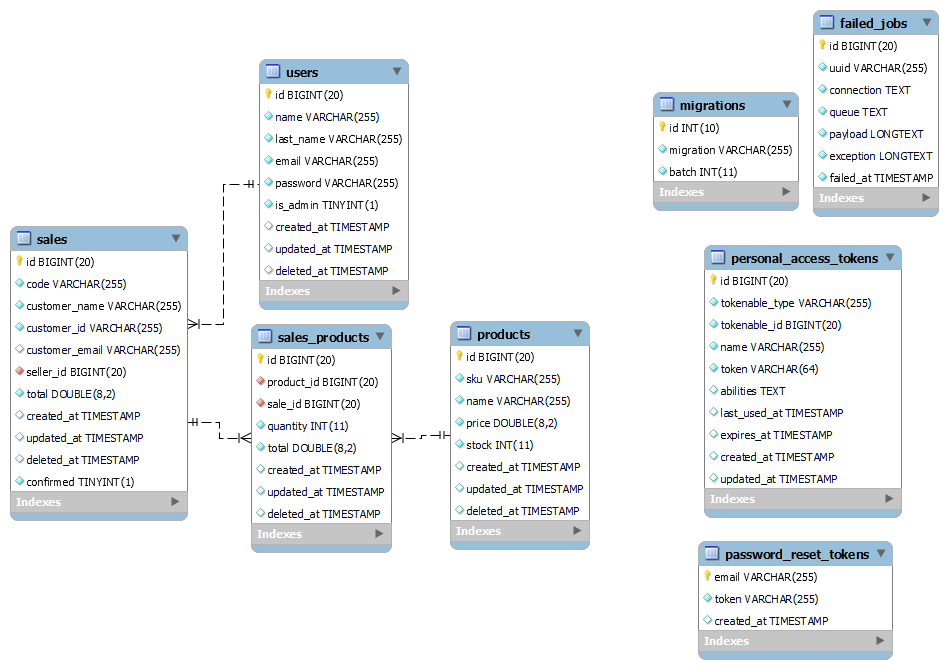 users
id BIGINT(20)
name VARCHAR(255)
last_name VARCHAR(255)
email VARCHAR(255)
password VARCHAR(255)
is_admin TINYINT(1)
created_at TIMESTAMP
updated_at TIMESTAMP
deleted_at TIMESTAMP
Indexes
sales
id BIGINT(20)
code VARCHAR(255)
customer_name VARCHAR(255)
customer_id VARCHAR(255)
customer_email VARCHAR(255)
seller_id BIGINT(20)
total DOUBLE(8,2)
created_at TIMESTAMP
updated_at TIMESTAMP
deleted_at TIMESTAMP
confirmed TINYINT(1)
Indexes
sales_products
id BIGINT(20)
product_id BIGINT(20)
sale_id BIGINT(20)
quantity INT(11)
total DOUBLE(8,2)
created_at TIMESTAMP
updated_at TIMESTAMP
deleted_at TIMESTAMP
Indexes
products
id BIGINT(20)
sku VARCHAR(255)
name VARCHAR(255)
price DOUBLE(8,2)
stock INT(11)
created_at TIMESTAMP
updated_at TIMESTAMP
deleted_at TIMESTAMP
Indexes
migrations
id INT(10)
migration VARCHAR(255)
batch INT(11)
Indexes
failed_jobs
id BIGINT(20)
uuid VARCHAR(255)
connection TEXT
queue TEXT
payload LONGTEXT
exception LONGTEXT
failed_at TIMESTAMP
Indexes
personal_access_tokens
id BIGINT(20)
tokenable_type VARCHAR(255)
tokenable_id BIGINT(20)
name VARCHAR(255)
token VARCHAR(64)
abilities TEXT
last_used_at TIMESTAMP
expires_at TIMESTAMP
created_at TIMESTAMP
updated_at TIMESTAMP
Indexes
password_reset_tokens
email VARCHAR(255)
token VARCHAR(255)
created_at TIMESTAMP
Indexes